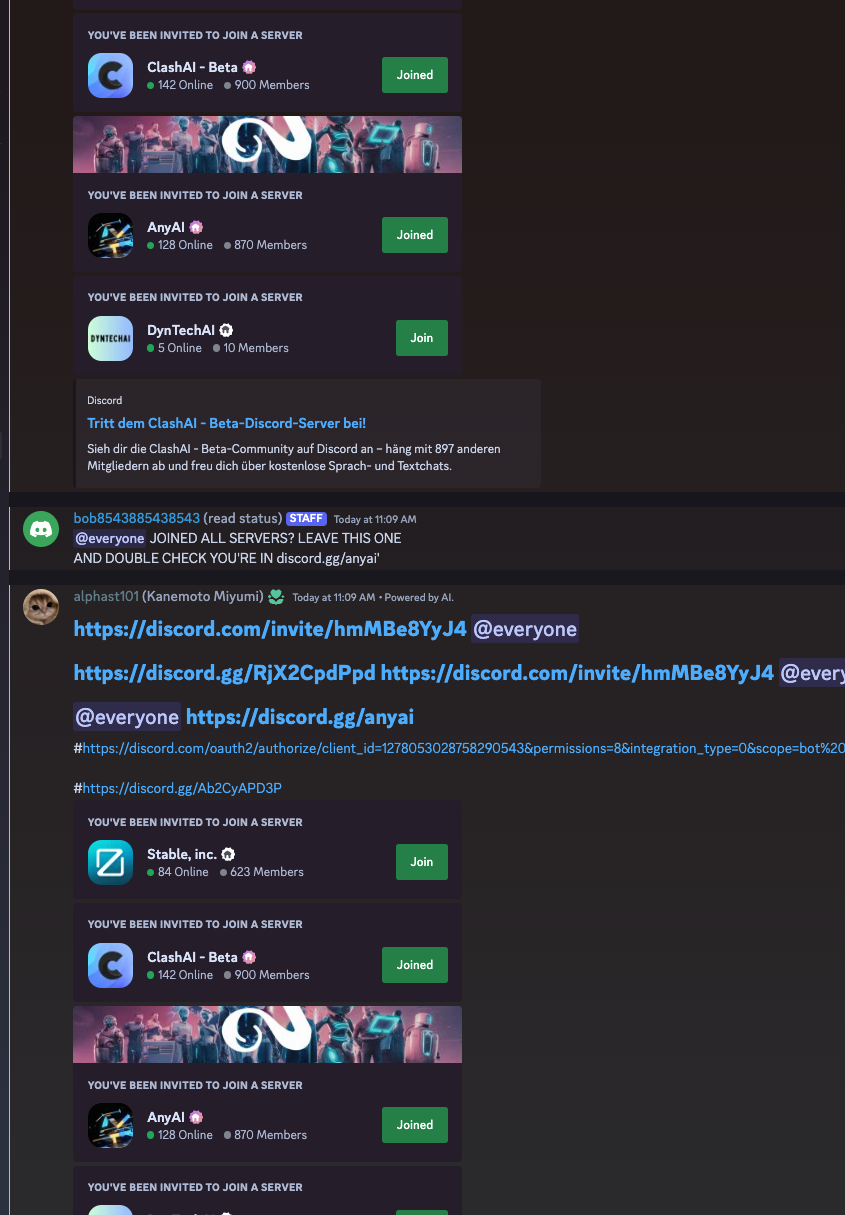 YOU'VE BEEN INVITED TO JOIN A SERVER
ClashAI - Beta
142 Online 900 Members
Joined
YOU'VE BEEN INVITED TO JOIN A SERVER
AnyAI
128 Online 870 Members
Joined
YOU'VE BEEN INVITED TO JOIN A SERVER
DYNTECHAI
DynTechAI
5 Online 10 Members
Join
Discord
Tritt dem ClashAI - Beta-Discord-Server bei!
Sieh dir die ClashAI - Beta-Community auf Discord an – häng mit 897 anderen
Mitgliedern ab und freu dich über kostenlose Sprach- und Textchats.
bob8543885438543 (read status) STAFF Today at 11:09 AM
@everyone JOINED ALL SERVERS? LEAVE THIS ONE
AND DOUBLE CHECK YOU'RE IN discord.gg/anyai'
alphast101 (Kanemoto Miyumi) Today at 11:09 AM • Powered by AI.
https://discord.com/invite/hmMBe8YyJ4 @everyone
https://discord.gg/RjX2CpdPpd https://discord.com/invite/hmMBe8YyJ4 @every
@everyone https://discord.gg/anyai
#https://discord.com/oauth2/authorize/client_id=1278053028758290543&permissions=8&integration_type=0&scope=bot%20
#https://discord.gg/Ab2CyAPD3P
YOU'VE BEEN INVITED TO JOIN A SERVER
Stable, inc.
84 Online 623 Members
Join
YOU'VE BEEN INVITED TO JOIN A SERVER
ClashAI - Beta
142 Online 900 Members
Joined
YOU'VE BEEN INVITED TO JOIN A SERVER
AnyAI
128 Online 870 Members
Joined
YOU'VE BEEN INVITED TO JOIN A SERVER